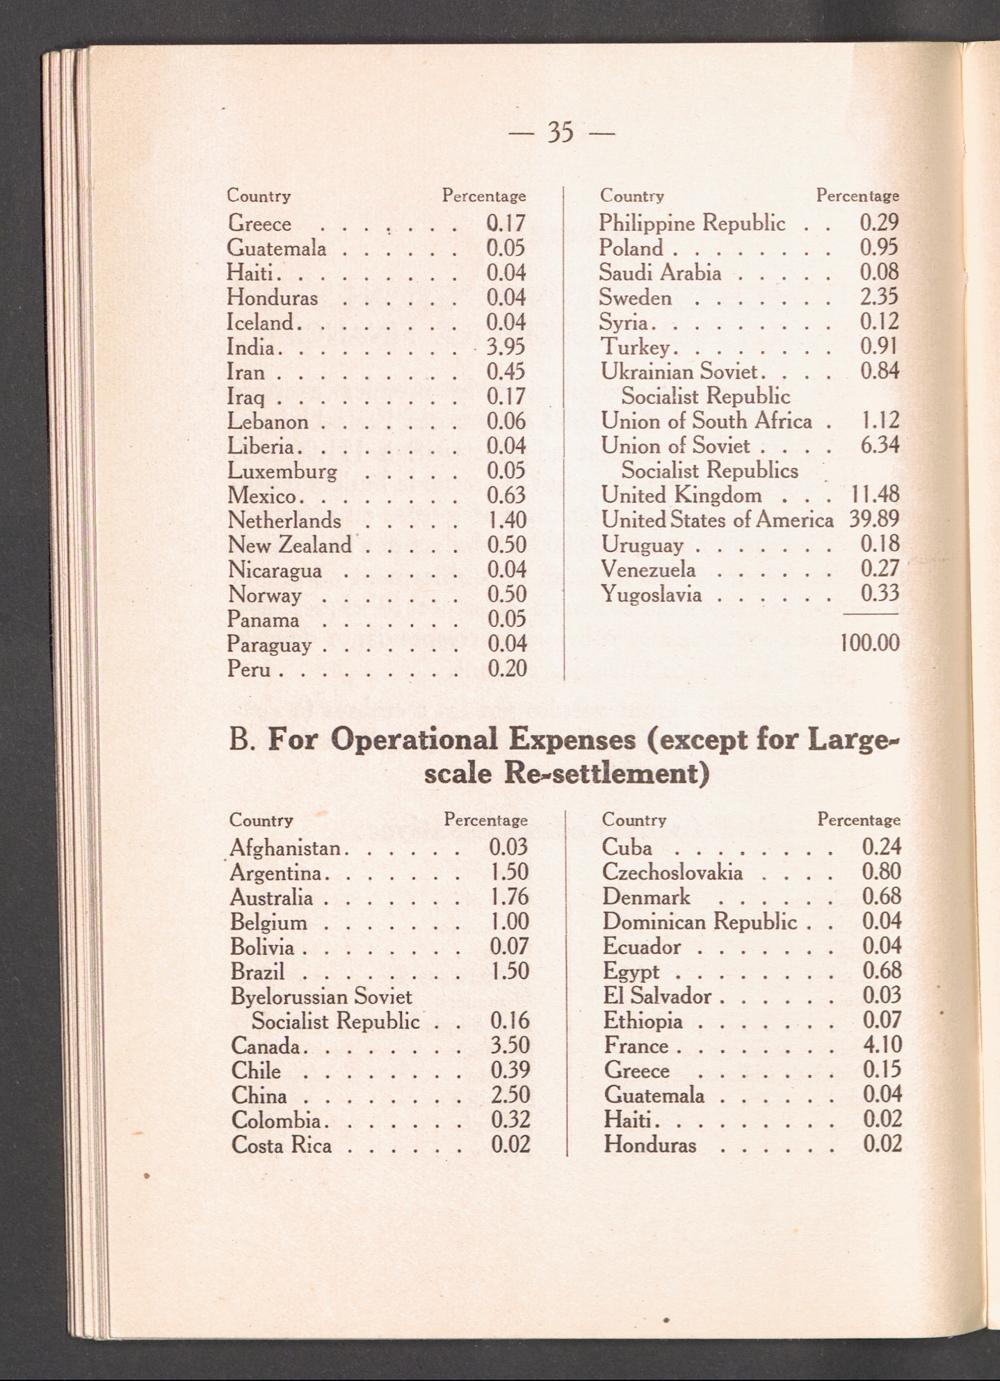 — 35 —
Country Percentage
Greece . . . . . . . 0.17
Guatemala . . . . . . 0.05
Haiti. . . . . . . . . 0.04
Honduras . . . . . . 0.04
Iceland. . . . . . . . 0.04
India. . . . . . . . . 3.95
Iran . . . . . . . . . 0.45
Iraq . . . . . . . . . 0.17
Lebanon . . . . . . . 0.06
Liberia. . . . . . . . 0.04
Luxemburg . . . . . 0.05
Mexico. . . . . . . . 0.63
Netherlands . . . . . 1.40
New Zealand . . . . . 0.50
Nicaragua . . . . . . 0.04
Norway . . . . . . . 0.50
Panama . . . . . . . 0.05
Paraguay . . . . . . . 0.04
Peru . . . . . . . . . 0.20
Country Percentage
Philippine Republic . . 0.29
Poland . . . . . . . . 0.95
Saudi Arabia . . . . . 0.08
Sweden . . . . . . . 2.35
Syria. . . . . . . . . 0.12
Turkey. . . . . . . . 0.91
Ukrainian Soviet. . . . 0.84
Socialist Republic
Union of South Africa . 1.12
Union of Soviet . . . . 6.34
Socialist Republics
United Kingdom . . . 11.48
United States of America 39.89
Uruguay . . . . . . . 0.18
Venezuela . . . . . . 0.27
Yugoslavia . . . . . . 0.33
100.00
B. For Operational Expenses (except for Large-
scale Re-settlement)
Country Percentage
Afghanistan. . . . . . 0.03
Argentina. . . . . . . 1.50
Australia . . . . . . . 1.76
Belgium . . . . . . . 1.00
Bolivia . . . . . . . . 0.07
Brazil . . . . . . . . 1.50
Byelorussian Soviet
Socialist Republic . . 0.16
Canada. . . . . . . . 3.50
Chile . . . . . . . . 0.39
China . . . . . . . . 2.50
Colombia. . . . . . . 0.32
Costa Rica . . . . . . 0.02
Country Percentage
Cuba . . . . . . . . 0.24
Czechoslovakia . . . . 0.80
Denmark . . . . . . 0.68
Dominican Republic . . 0.04
Ecuador . . . . . . . 0.04
Egypt . . . . . . . . 0.68
El Salvador . . . . . . 0.03
Ethiopia . . . . . . . 0.07
France . . . . . . . . 4.10
Greece . . . . . . . 0.15
Guatemala . . . . . . 0.04
Haiti. . . . . . . . . 0.02
Honduras . . . . . . 0.02